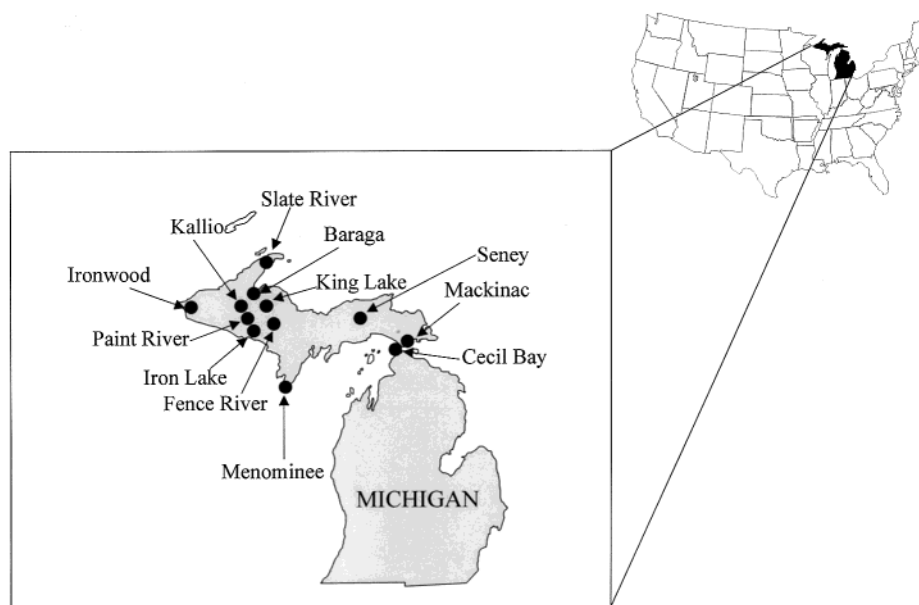 Slate River
Kallio
Baraga
Seney
Ironwood
King Lake
Mackinac
Paint River
Cecil Bay
Iron Lake
Fence River
Menominee
MICHIGAN